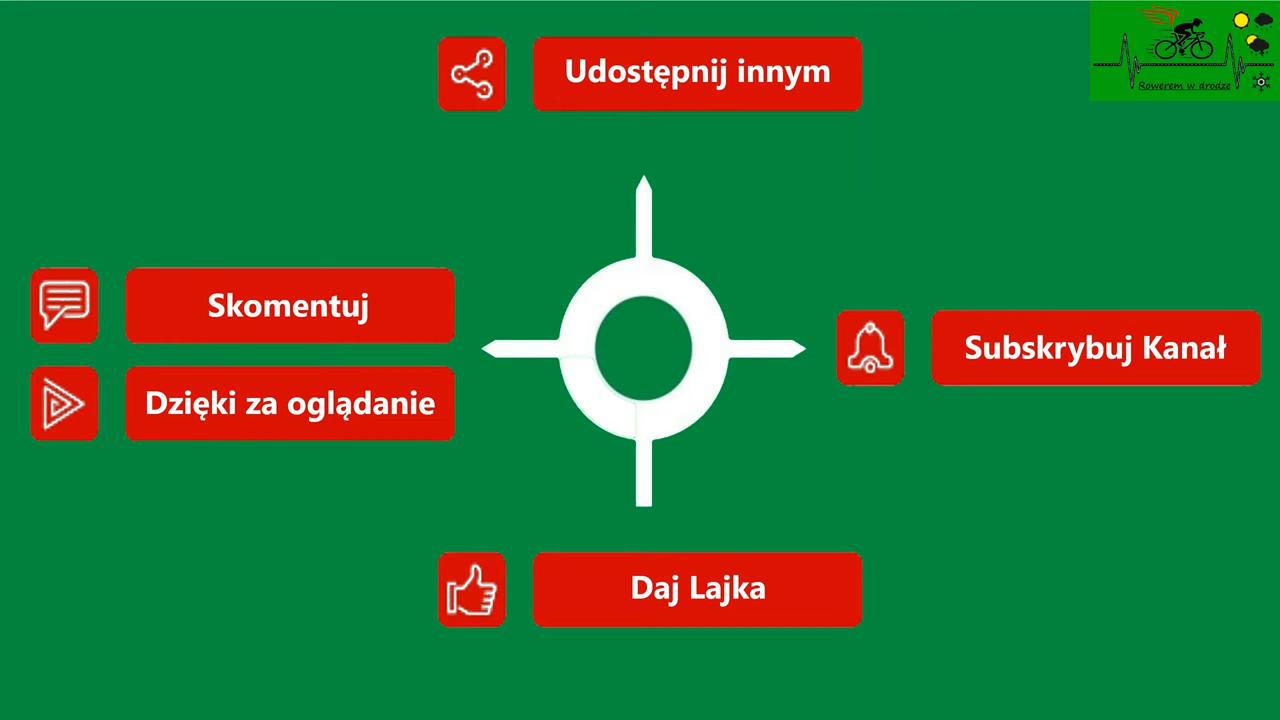 Udostępnij innym
Rowerem w drodze
Skomentuj
Dzięki za oglądanie
Subskrybuj Kanał
Daj Lajka